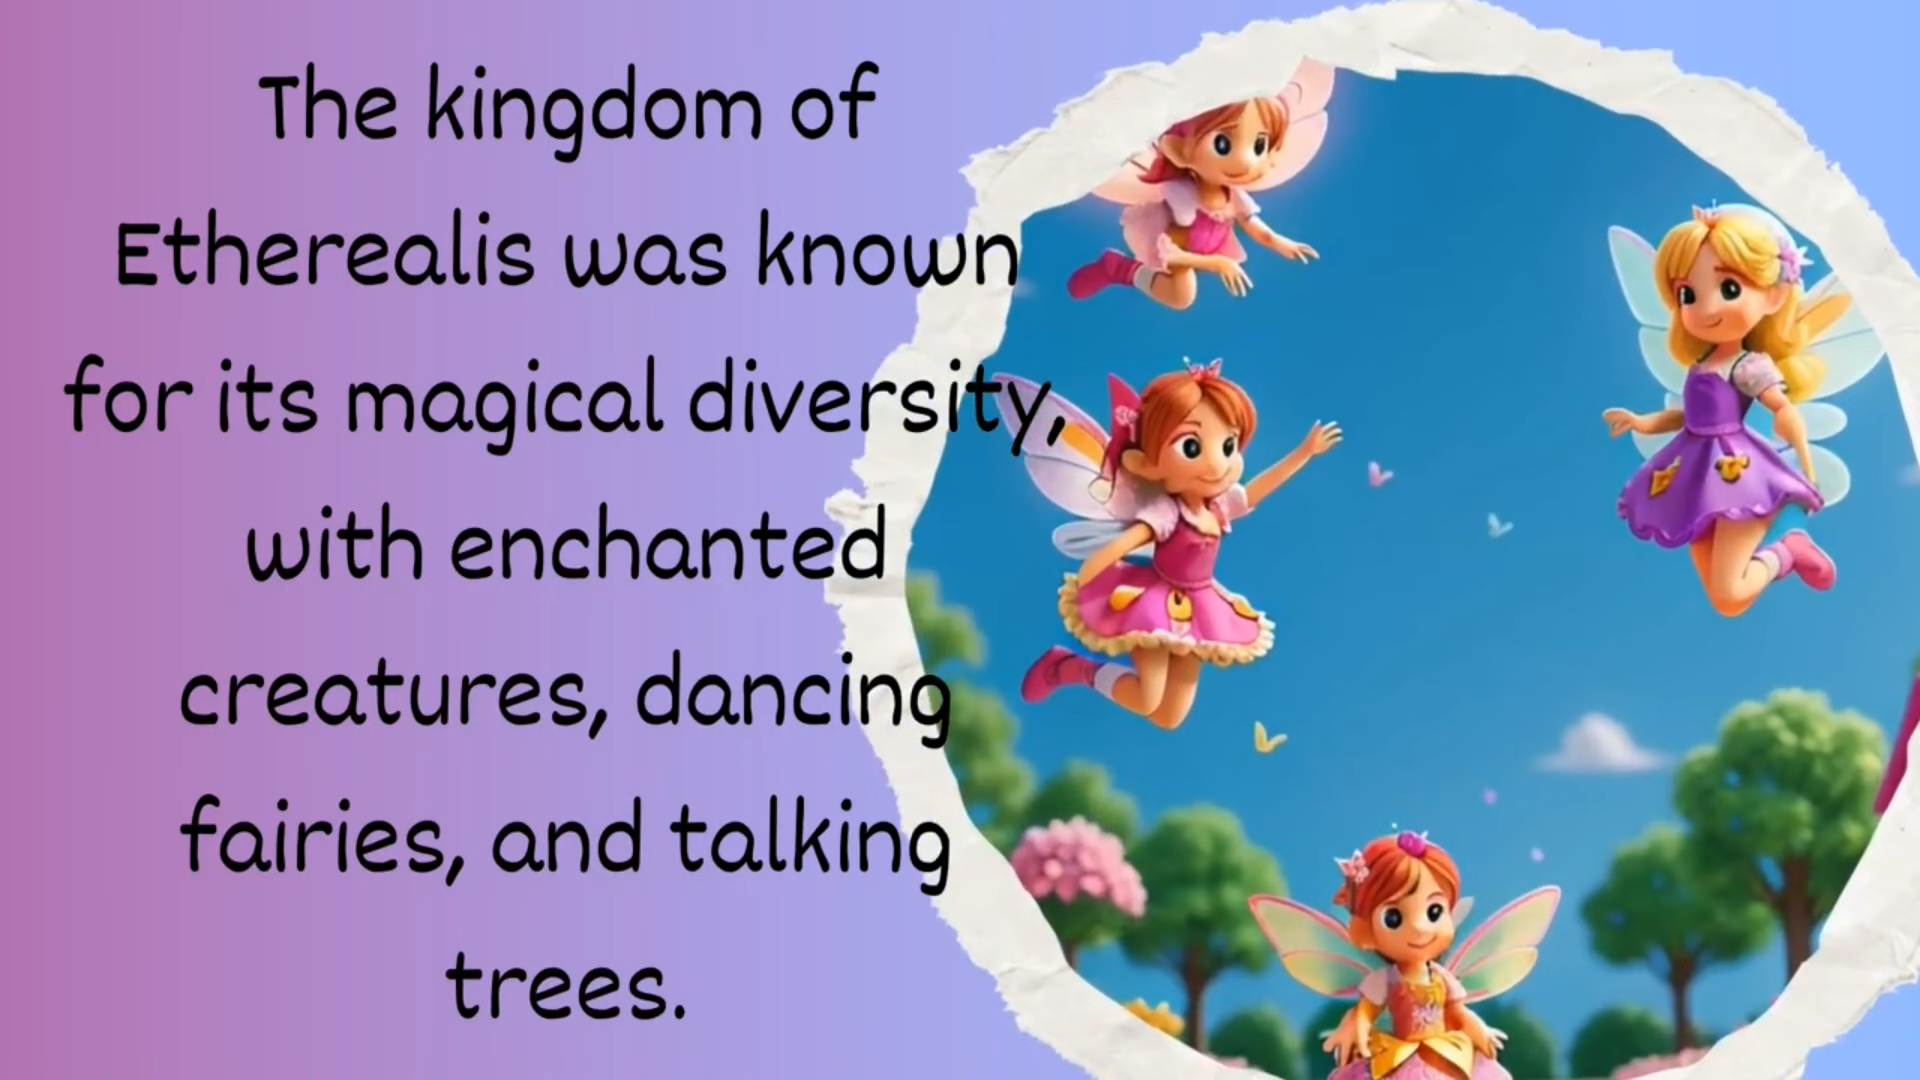 The kingdom of
Etherealis was known
for its magical diversity,
with enchanted
creatures, dancing
fairies, and talking
trees.